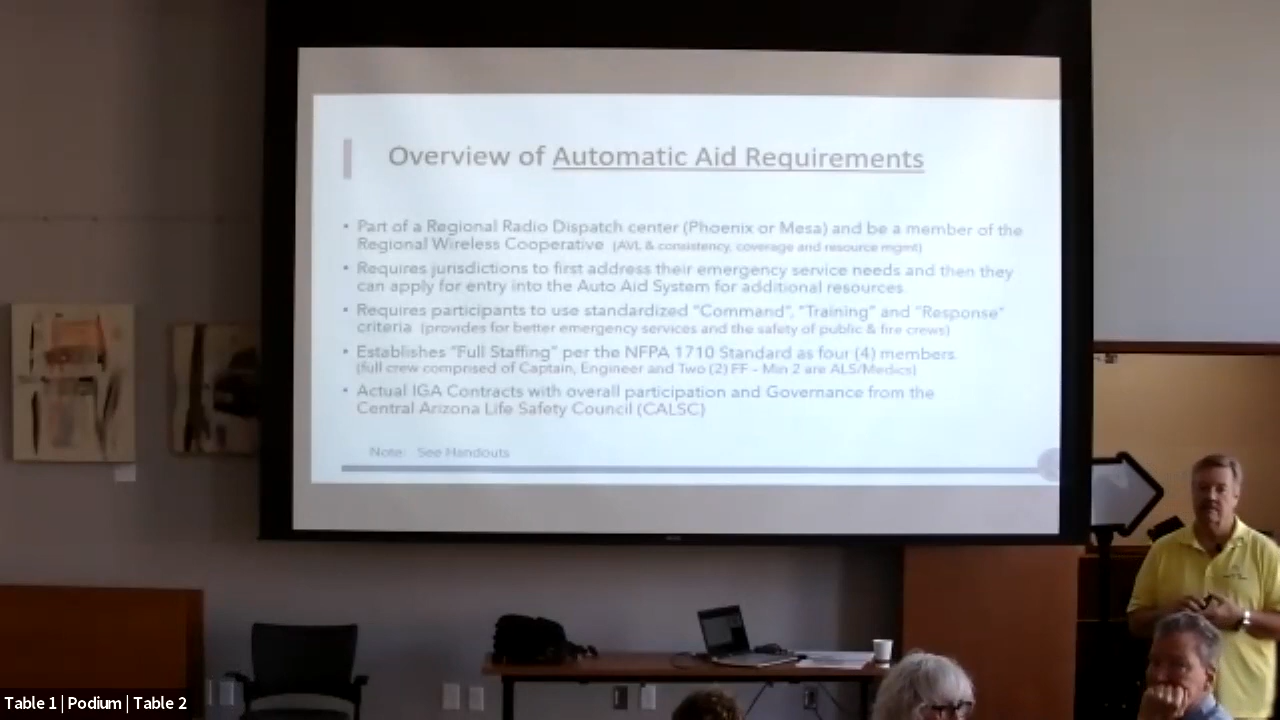 Overview of Automatic Aid Requirements
• Part of a Regional Radio Dispatch center (Phoenix or Mesa) and be a member of the
Regional Wireless Cooperative (AVL & consistency, coverage and resource mgmt)
• Requires jurisdictions to first address their emergency service needs and then they
can apply for entry into the Auto Aid System for additional resources.
• Requires participants to use standardized "Command", "Training" and "Response"
criteria (provides for better emergency services and the safety of public & fire crews)
• Establishes "Full Staffing" per the NFPA 1710 Standard as four (4) members.
(full crew comprised of Captain, Engineer and Two (2) FF – Min 2 are ALS/Medics)
• Actual IGA Contracts with overall participation and Governance from the
Central Arizona Life Safety Council (CALSC)
Note: See Handouts
Table 1 | Podium | Table 2